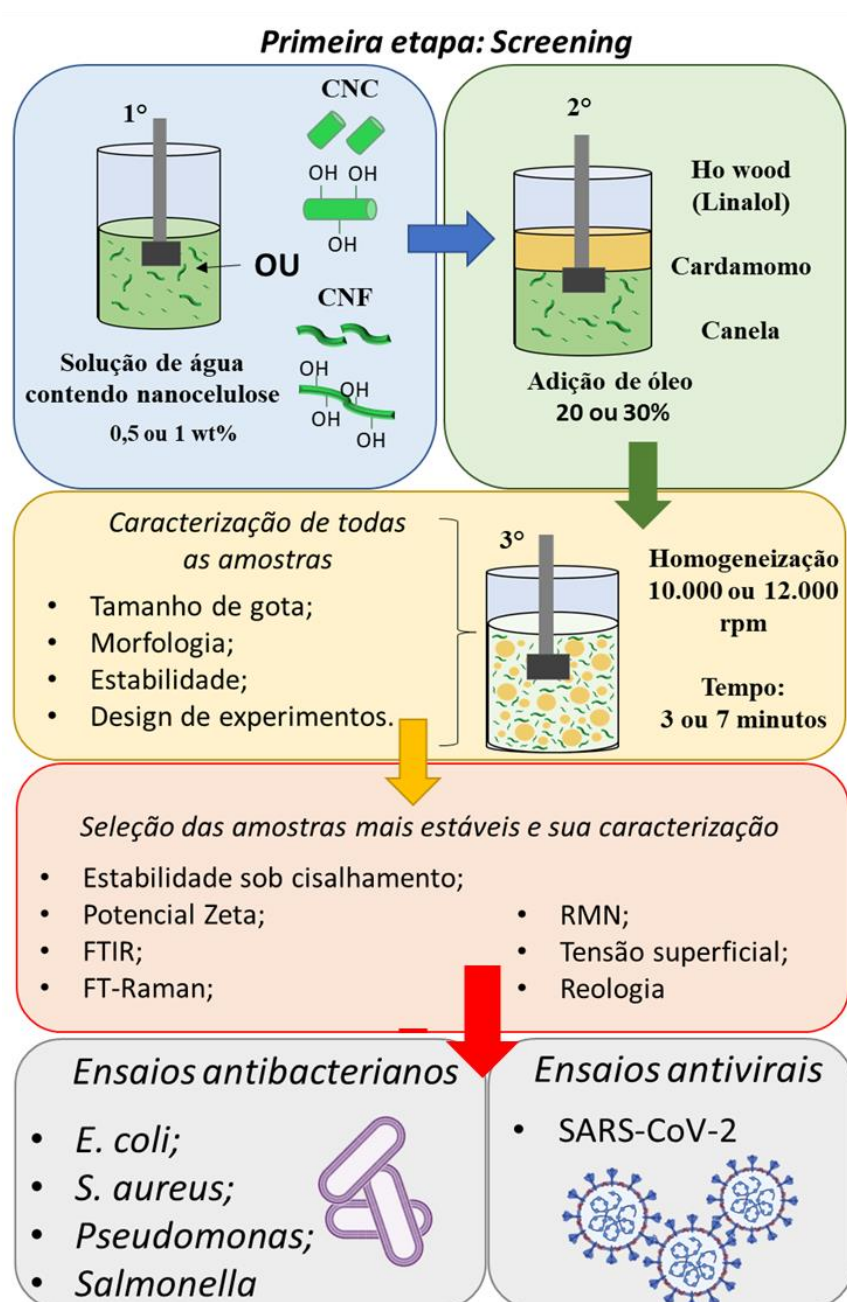 Primeira etapa: Screening
1°
CNC
OH
OH OH
OH
OU
CNF
OH
OH
OH OH
Solução de água
contendo nanocelulose
0,5 ou 1 wt%
2°
Ho wood
(Linalol)
Cardamomo
Canela
Adição de óleo
20 ou 30%
Caracterização de todas
as amostras
• Tamanho de gota;
• Morfologia;
• Estabilidade;
• Design de experimentos.
3°
Homogeneização
10.000 ou 12.000
rpm
Tempo:
3 ou 7 minutos
Seleção das amostras mais estáveis e sua caracterização
• Estabilidade sob cisalhamento;
• Potencial Zeta;
• FTIR;
• FT-Raman;
• RMN;
• Tensão superficial;
• Reologia
Ensaios antibacterianos
• E. coli;
• S. aureus;
• Pseudomonas;
• Salmonella
Ensaios antivirais
• SARS-CoV-2